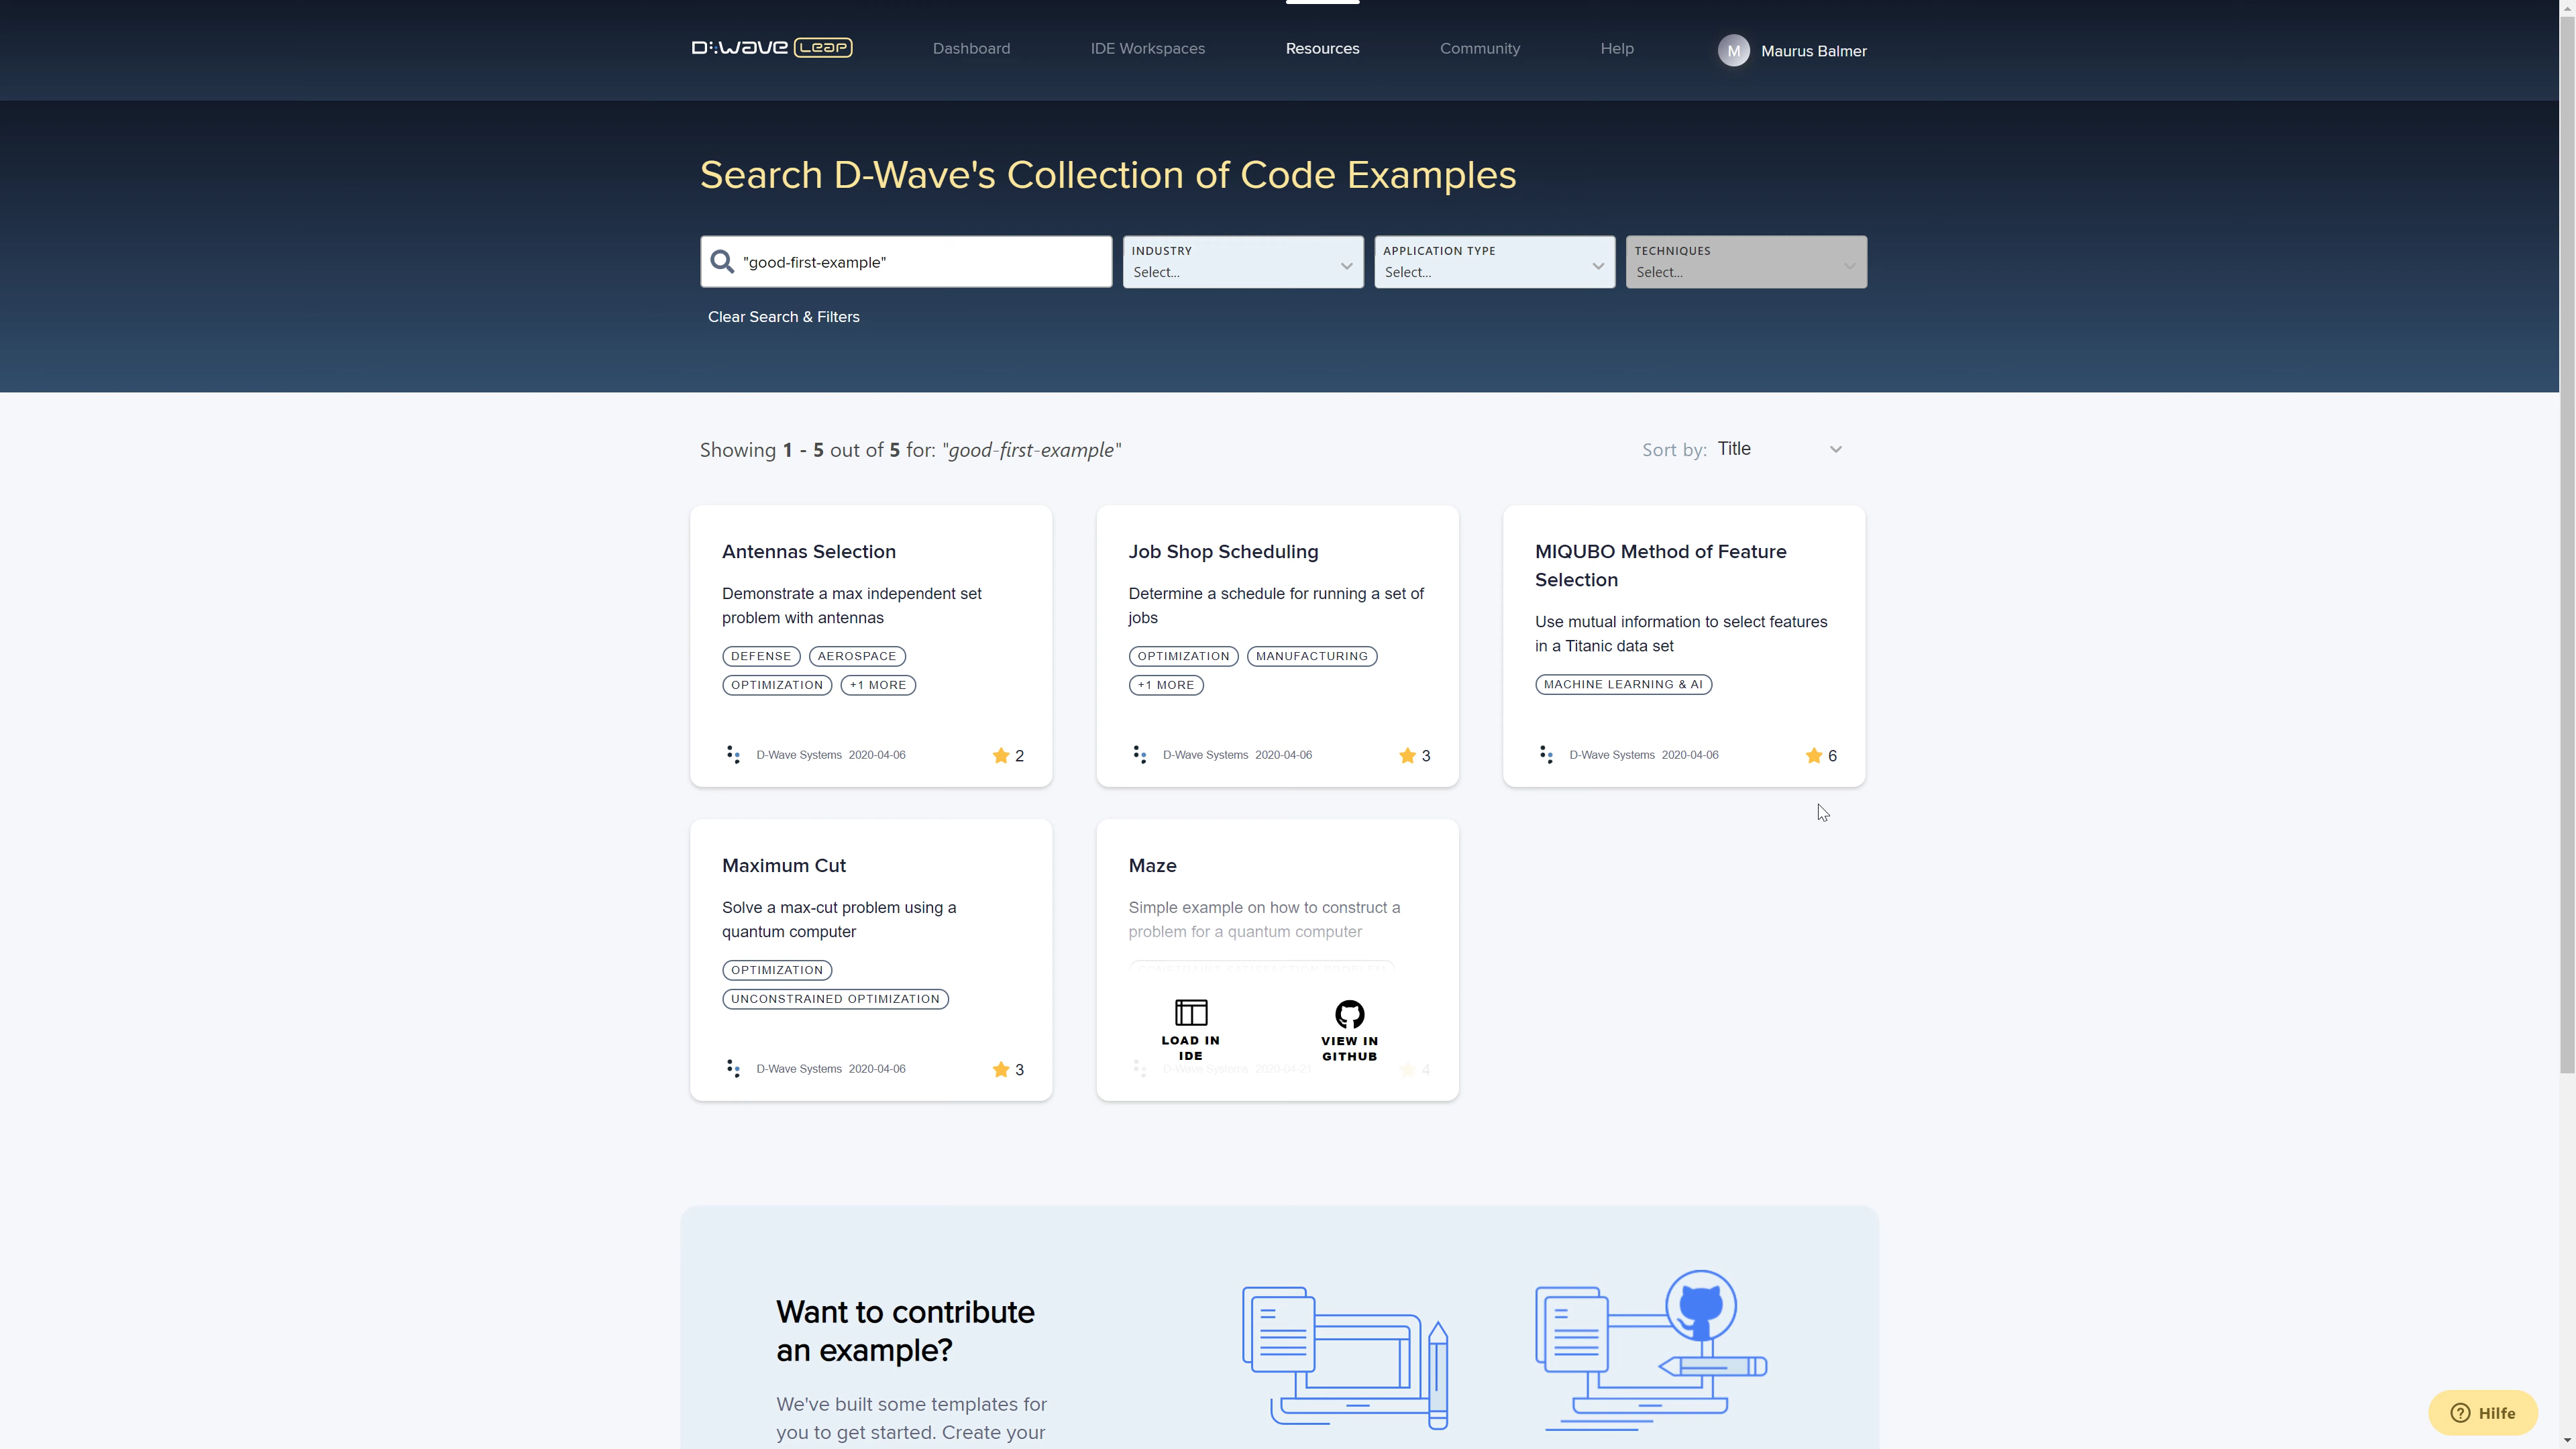 D:Wave Leap
Dashboard
IDE Workspaces
Resources
Community
Help
M
Maurus Balmer
Search D-Wave's Collection of Code Examples
"good-first-example"
INDUSTRY
Select...
APPLICATION TYPE
Select...
TECHNIQUES
Select...
Clear Search & Filters
Showing 1 - 5 out of 5 for: "good-first-example"
Sort by: Title
Antennas Selection
Demonstrate a max independent set
problem with antennas
DEFENSE AEROSPACE
OPTIMIZATION +1 MORE
D-Wave Systems 2020-04-06 2
Job Shop Scheduling
Determine a schedule for running a set of
jobs
OPTIMIZATION MANUFACTURING
+1 MORE
D-Wave Systems 2020-04-06 3
MIQUBO Method of Feature
Selection
Use mutual information to select features
in a Titanic data set
MACHINE LEARNING & AI
D-Wave Systems 2020-04-06 6
Maximum Cut
Solve a max-cut problem using a
quantum computer
OPTIMIZATION
UNCONSTRAINED OPTIMIZATION
D-Wave Systems 2020-04-06 3
Maze
Simple example on how to construct a
problem for a quantum computer
LOAD IN
IDE
VIEW IN
GITHUB
D-Wave Systems 2020-04-21 4
Want to contribute
an example?
We've built some templates for
you to get started. Create your
Hilfe